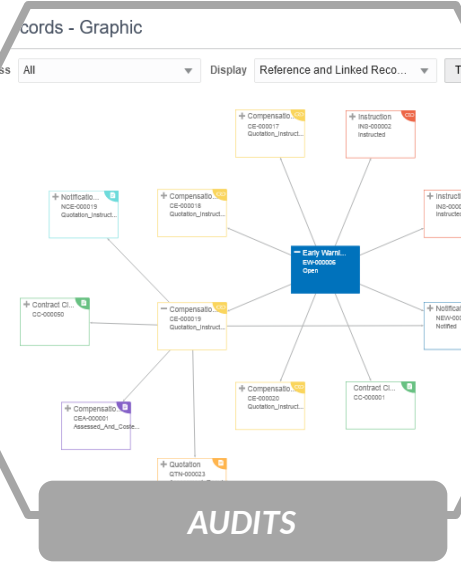 cords - Graphic
ss All Display Reference and Linked Reco... T
Compensatio...
CE-000017
Quotation_Instruct...
Instruction
INS-000002
Instructed
Notificatio...
NCE-000019
Quotation_Instruct...
Compensatio...
CE-000018
Quotation_Instruct...
Instructi
INS-0000
Instructed
Early Warni...
EW-000006
Open
Contract Cl...
CC-000050
Compensatio...
CE-000019
Quotation_Instruct...
Notificat
NEW-000
Notified
Compensatio...
CEA-000001
Assessed_And_Coste...
Compensatio...
CE-000020
Quotation_Instruct...
Contract Cl...
CC-000001
Quotation
QTN-000023
AUDITS